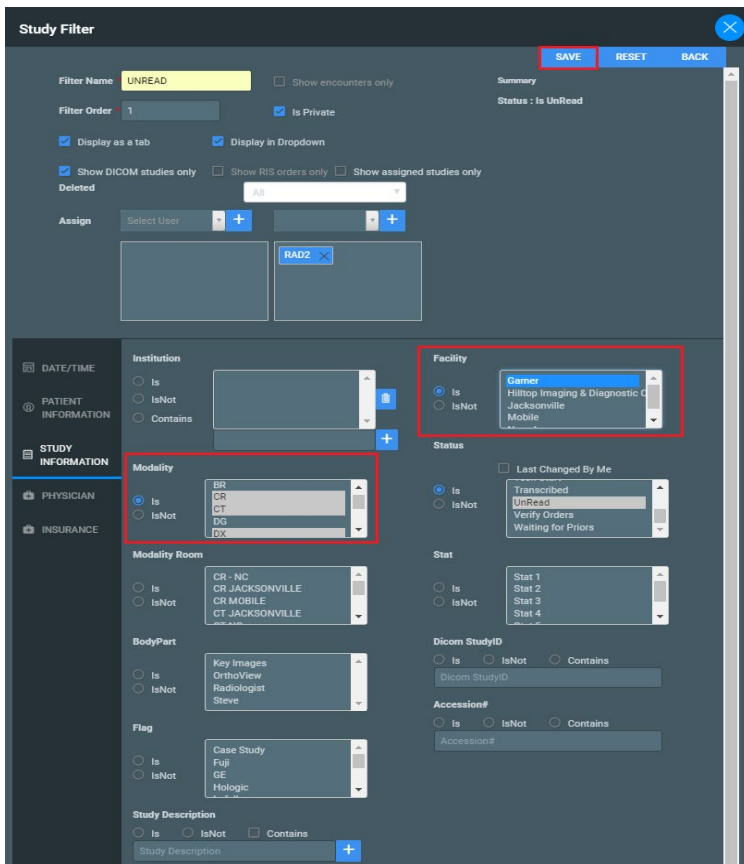 Study Filter
SAVE RESET BACK
Filter Name * UNREAD Show encounters only Summary
Filter Order * 1 Is Private Status : Is UnRead
Display as a tab Display in Dropdown
Show DICOM studies only Show RIS orders only Show assigned studies only
Deleted All
Assign Select User + +
RAD2
DATE/TIME
PATIENT INFORMATION
STUDY INFORMATION
PHYSICIAN
INSURANCE
Institution
Is
IsNot
Contains
+
Facility
Is
IsNot
Garner
Hilltop Imaging & Diagnostic C
Jacksonville
Mobile
Modality
Is
IsNot
BR
CR
CT
DG
DX
Status
Last Changed By Me
Is
IsNot
Transcribed
UnRead
Verify Orders
Waiting for Priors
Modality Room
Is
IsNot
CR - NC
CR JACKSONVILLE
CR MOBILE
CT JACKSONVILLE
Stat
Is
IsNot
Stat 1
Stat 2
Stat 3
Stat 4
BodyPart
Is
IsNot
Key Images
OrthoView
Radiologist
Steve
Dicom StudyID
Is IsNot Contains
Dicom StudyID
Accession#
Is IsNot Contains
Accession#
Flag
Is
IsNot
Case Study
Fuji
GE
Hologic
Study Description
Is IsNot Contains
Study Description +